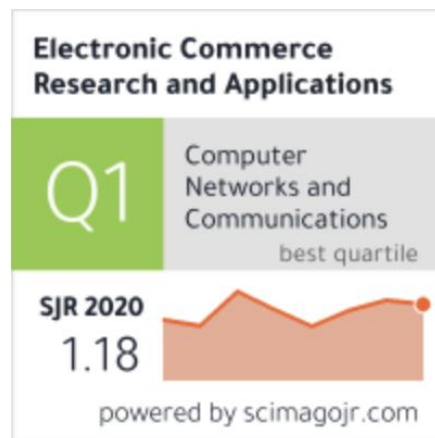 Electronic Commerce
Research and Applications
Q1
Computer
Networks and
Communications
best quartile
SJR 2020
1.18
powered by scimagojr.com